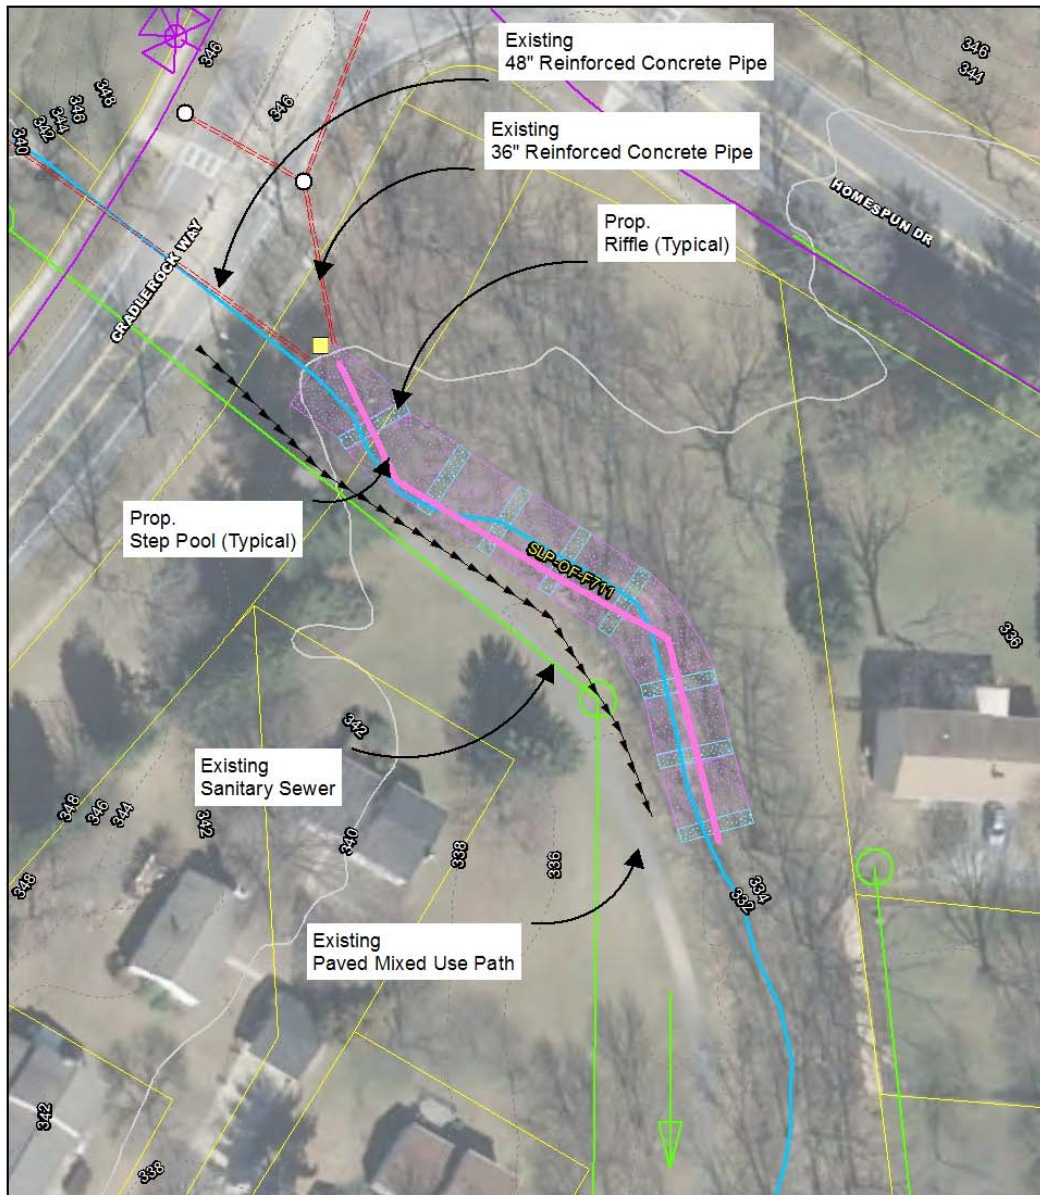 Existing
48" Reinforced Concrete Pipe
346
344
346
348
346
344
342
340
346
Existing
36" Reinforced Concrete Pipe
HOMESPUN DR
Prop.
Riffle (Typical)
CRADLEROCK WAY
Prop.
Step Pool (Typical)
SLP-OF-F711
336
342
Existing
Sanitary Sewer
348
346
344
342
340
338
336
334
332
348
Existing
Paved Mixed Use Path
342
338